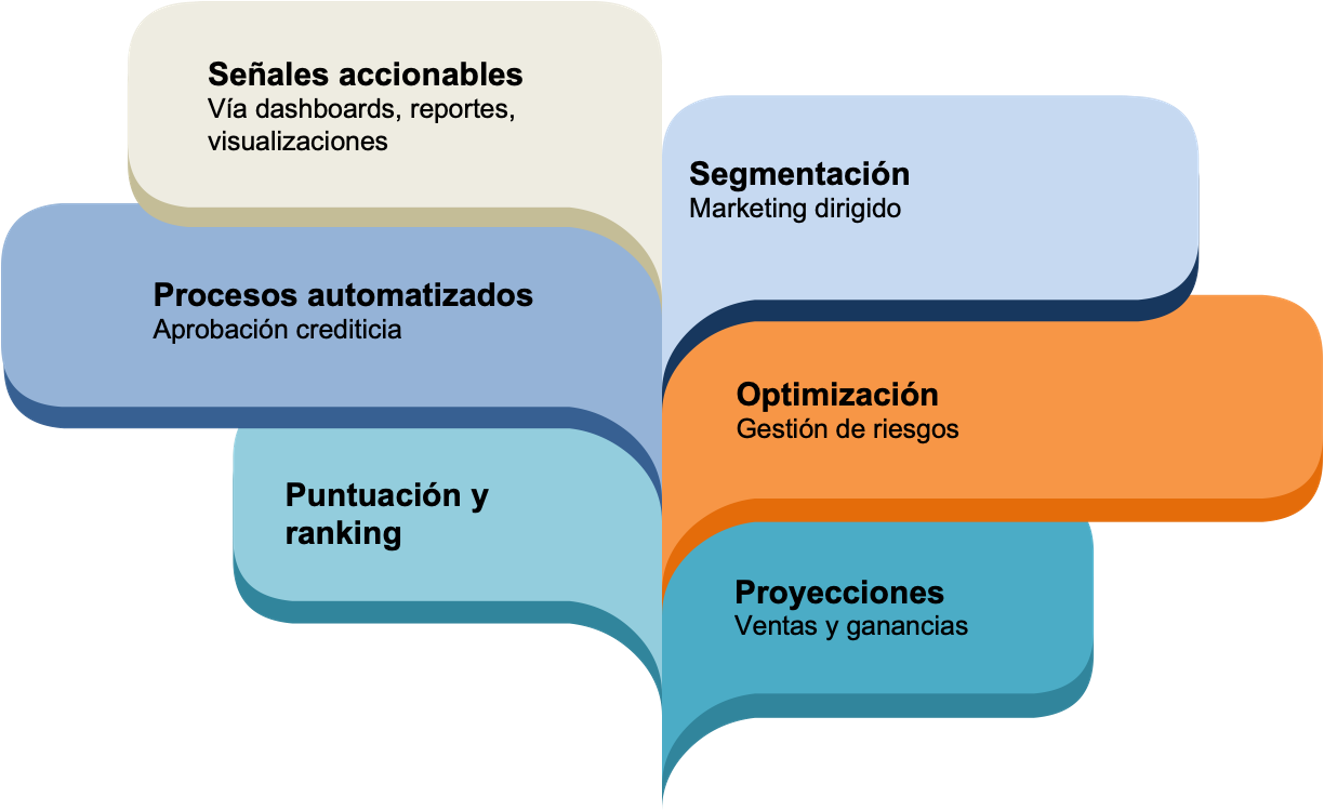 Señales accionables
Vía dashboards, reportes,
visualizaciones
Segmentación
Marketing dirigido
Procesos automatizados
Aprobación crediticia
Optimización
Gestión de riesgos
Puntuación y
ranking
Proyecciones
Ventas y ganancias